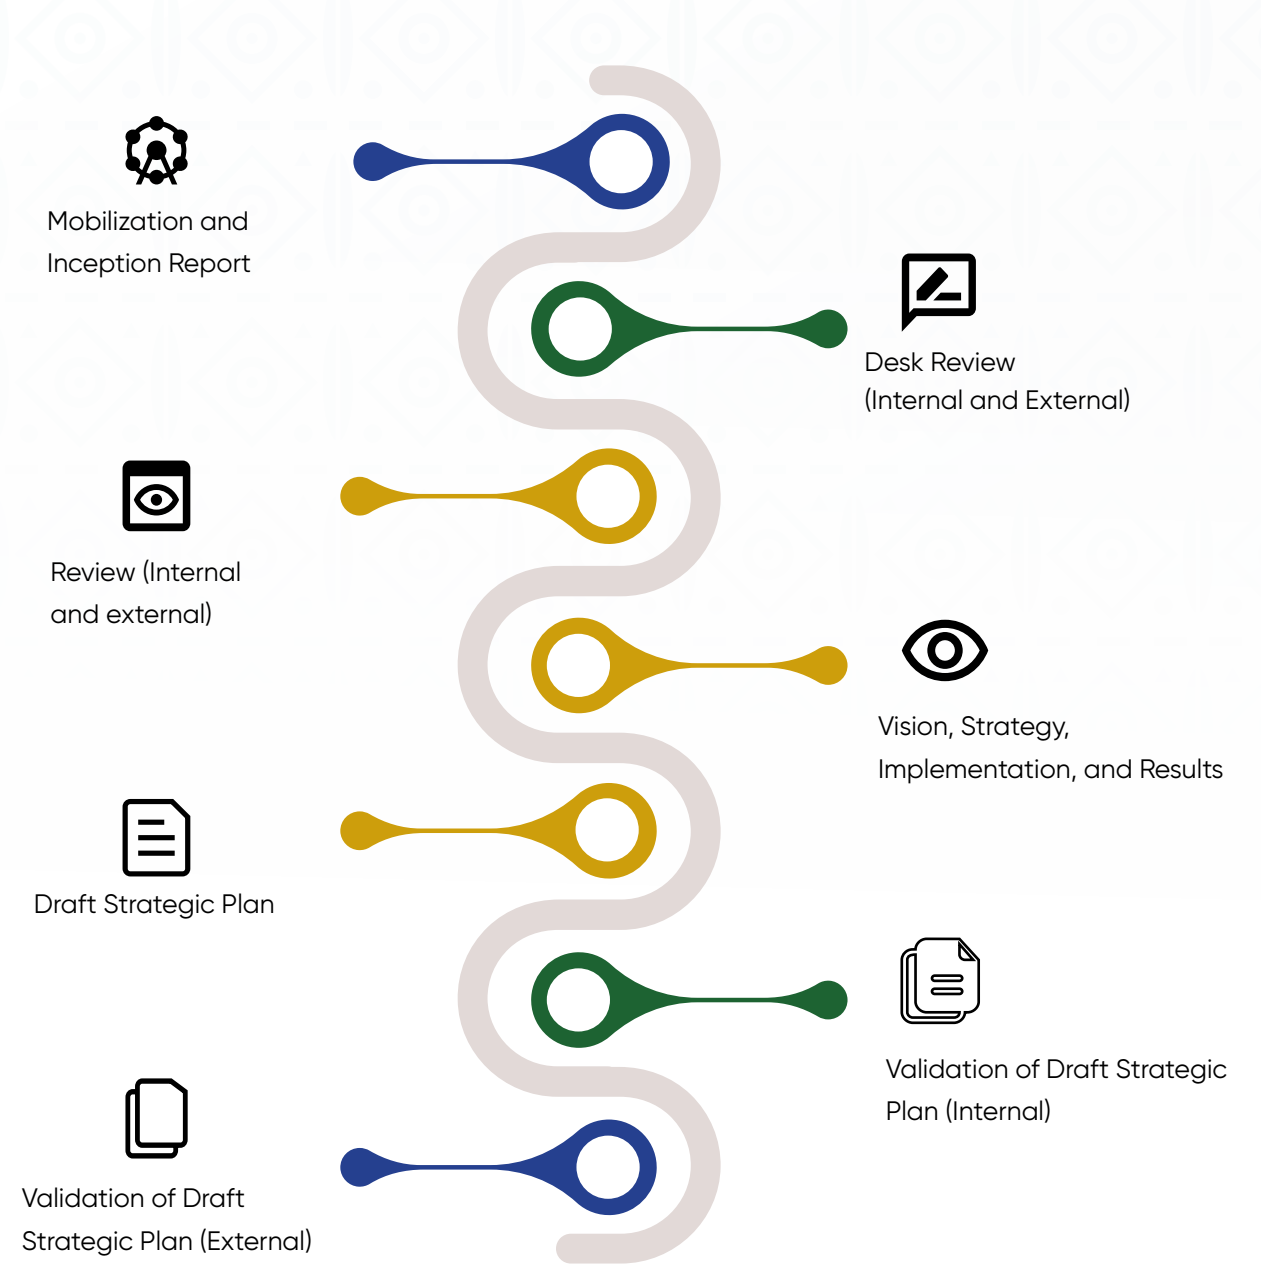 Mobilization and
Inception Report
Desk Review
(Internal and External)
Review (Internal
and external)
Vision, Strategy,
Implementation, and Results
Draft Strategic Plan
Validation of Draft Strategic
Plan (Internal)
Validation of Draft
Strategic Plan (External)